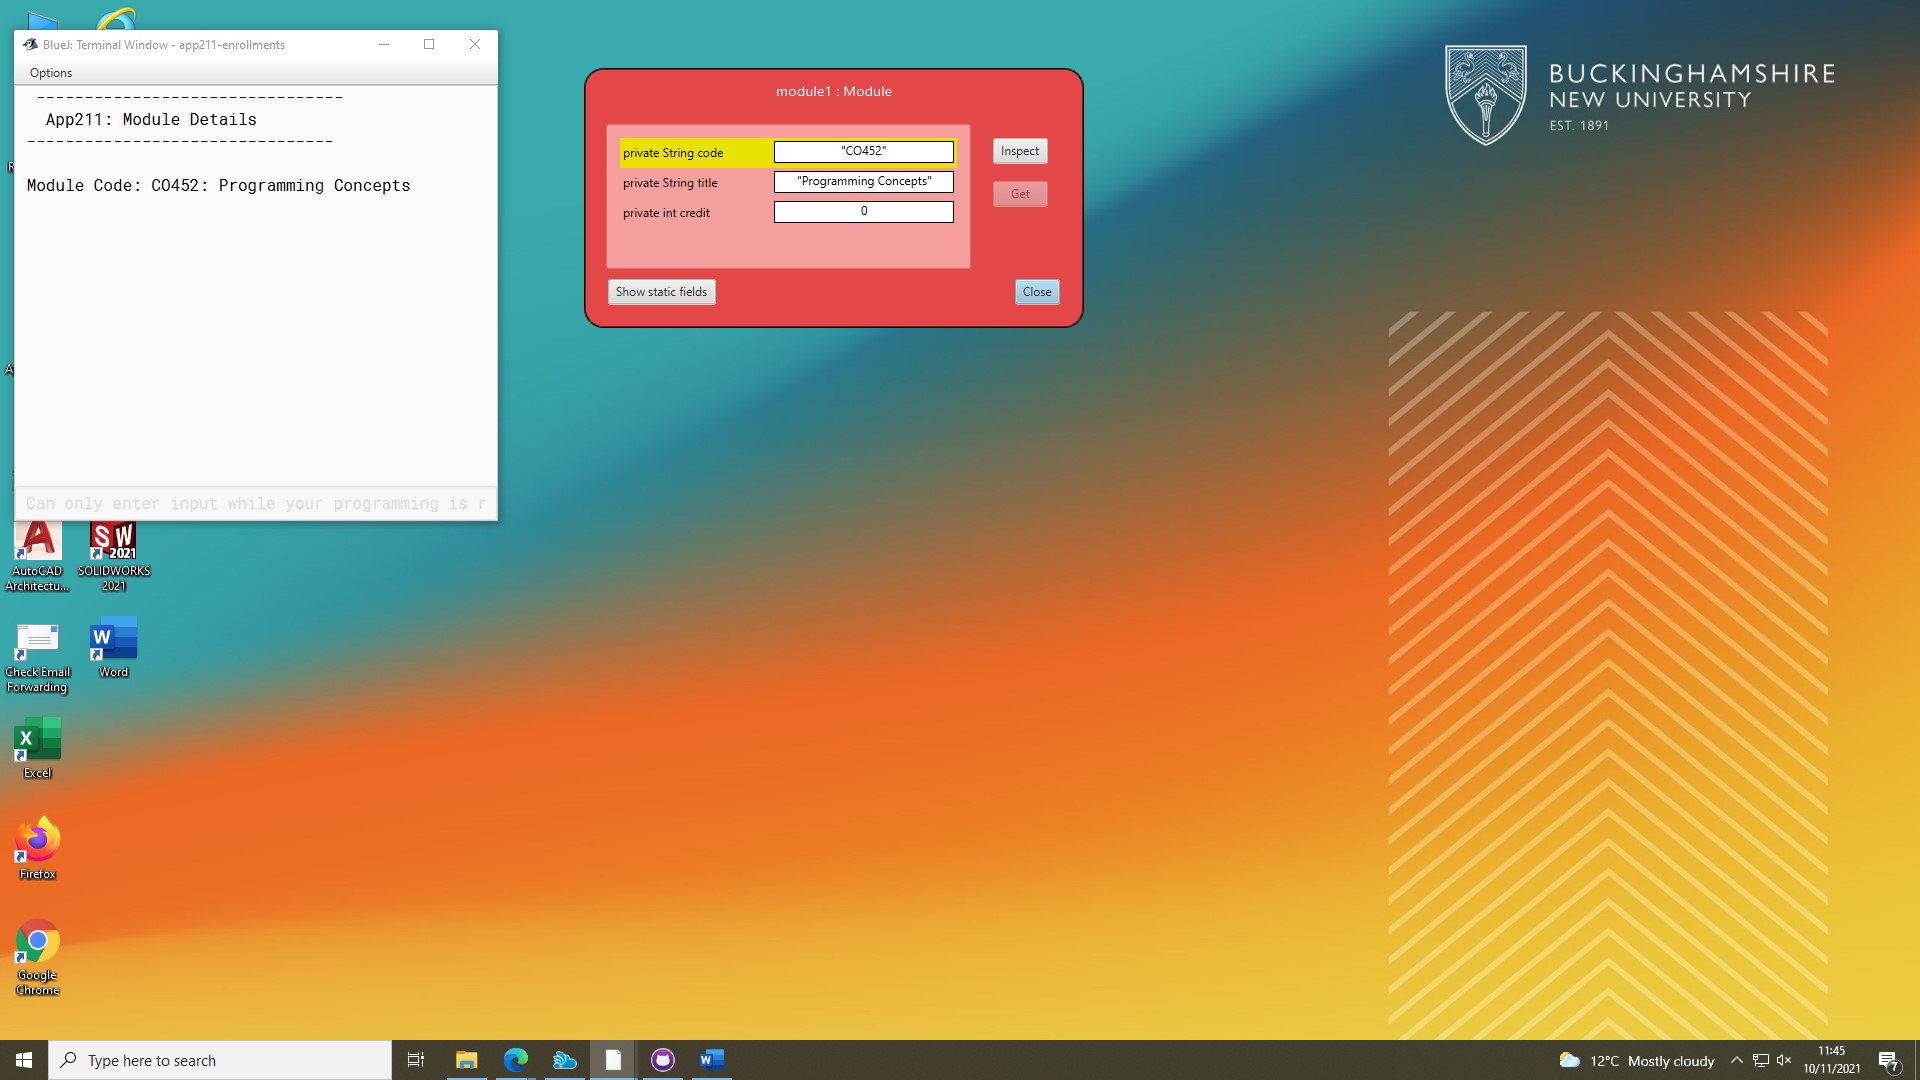 BlueJ: Terminal Window - app211-enrollments
Options
--------------------------------
App211: Module Details
--------------------------------
Module Code: CO452: Programming Concepts
Can only enter input while your programming is r
module1 : Module
private String code
"CO452"
private String title
"Programming Concepts"
private int credit
0
Inspect
Get
Show static fields
Close
BUCKINGHAMSHIRE
NEW UNIVERSITY
EST. 1891
R
A
A
SW
2021
AutoCAD
Architectu...
SOLIDWORKS
2021
W
Check Email
Forwarding
Word
X
Excel
Firefox
Google
Chrome
Type here to search
W
12°C Mostly cloudy
11:45
10/11/2021
7